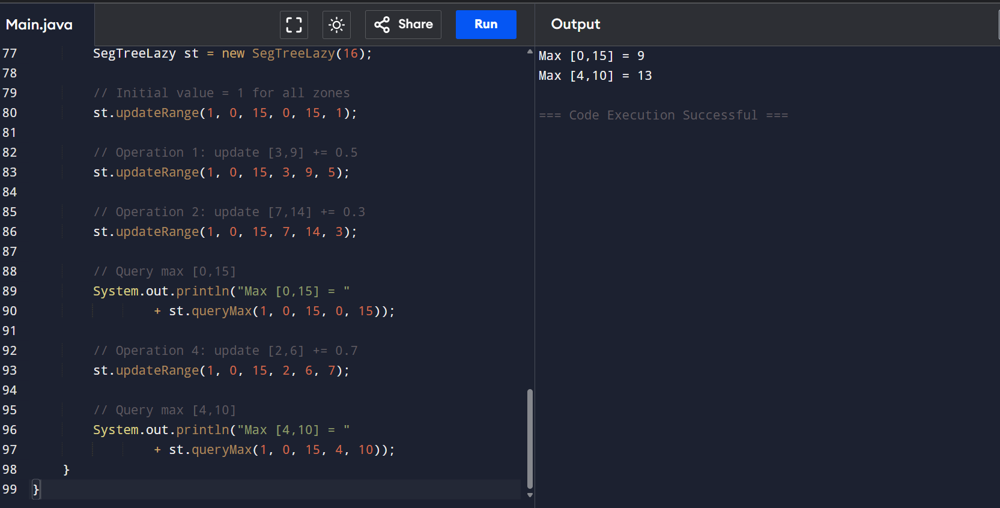 Main.java
Share
Run
Output
77 SegTreeLazy st = new SegTreeLazy(16);
78
79 // Initial value = 1 for all zones
80 st.updateRange(1, 0, 15, 0, 15, 1);
81
82 // Operation 1: update [3,9] += 0.5
83 st.updateRange(1, 0, 15, 3, 9, 5);
84
85 // Operation 2: update [7,14] += 0.3
86 st.updateRange(1, 0, 15, 7, 14, 3);
87
88 // Query max [0,15]
89 System.out.println("Max [0,15] = "
90 + st.queryMax(1, 0, 15, 0, 15));
91
92 // Operation 4: update [2,6] += 0.7
93 st.updateRange(1, 0, 15, 2, 6, 7);
94
95 // Query max [4,10]
96 System.out.println("Max [4,10] = "
97 + st.queryMax(1, 0, 15, 4, 10));
98 }
99 }
Max [0,15] = 9
Max [4,10] = 13
=== Code Execution Successful ===